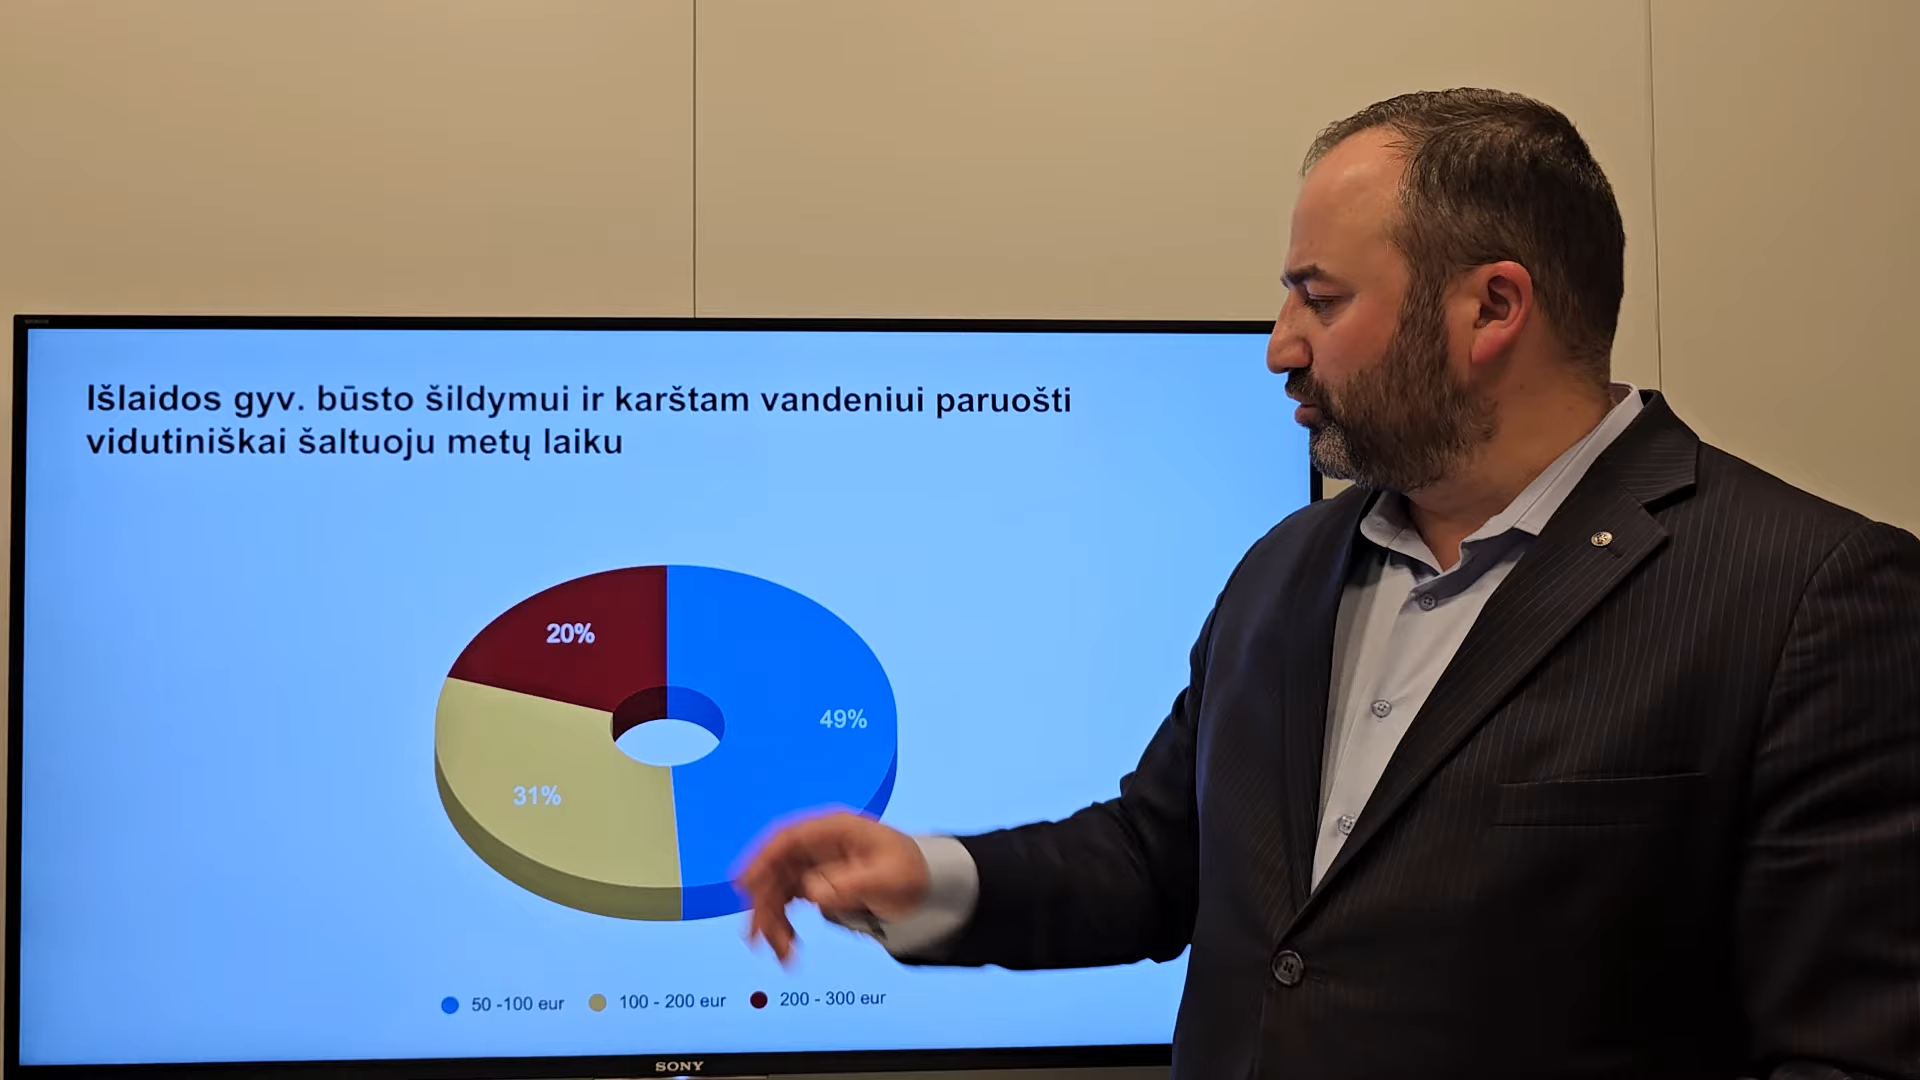 Išlaidos gyv. būsto šildymui ir karštam vandeniui paruošti
vidutiniškai šaltuoju metų laiku
20%
49%
31%
50 -100 eur 100 - 200 eur 200 - 300 eur
SONY